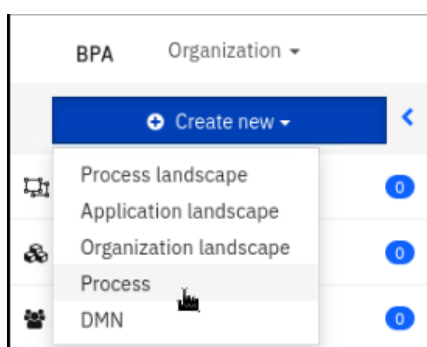 BPA Organization
Create new
Process landscape
0
Application landscape
Organization landscape
0
Process
DMN
0